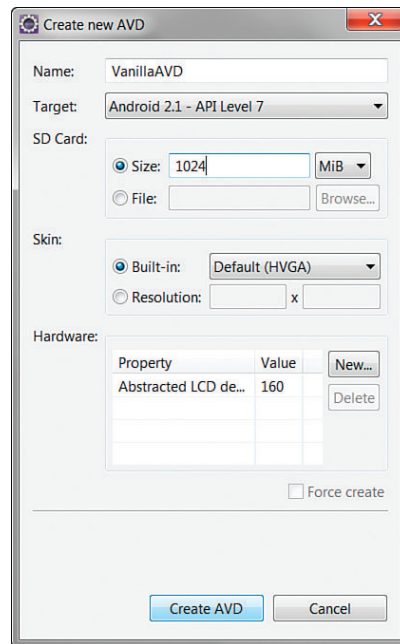 Create new AVD
X
Name: VanillaAVD
Target: Android 2.1 - API Level 7
SD Card:
Size: 1024 MiB
File: Browse...
Skin:
Built-in: Default (HVGA)
Resolution: x
Hardware:
Property Value New...
Abstracted LCD de... 160 Delete
Force create
Create AVD Cancel